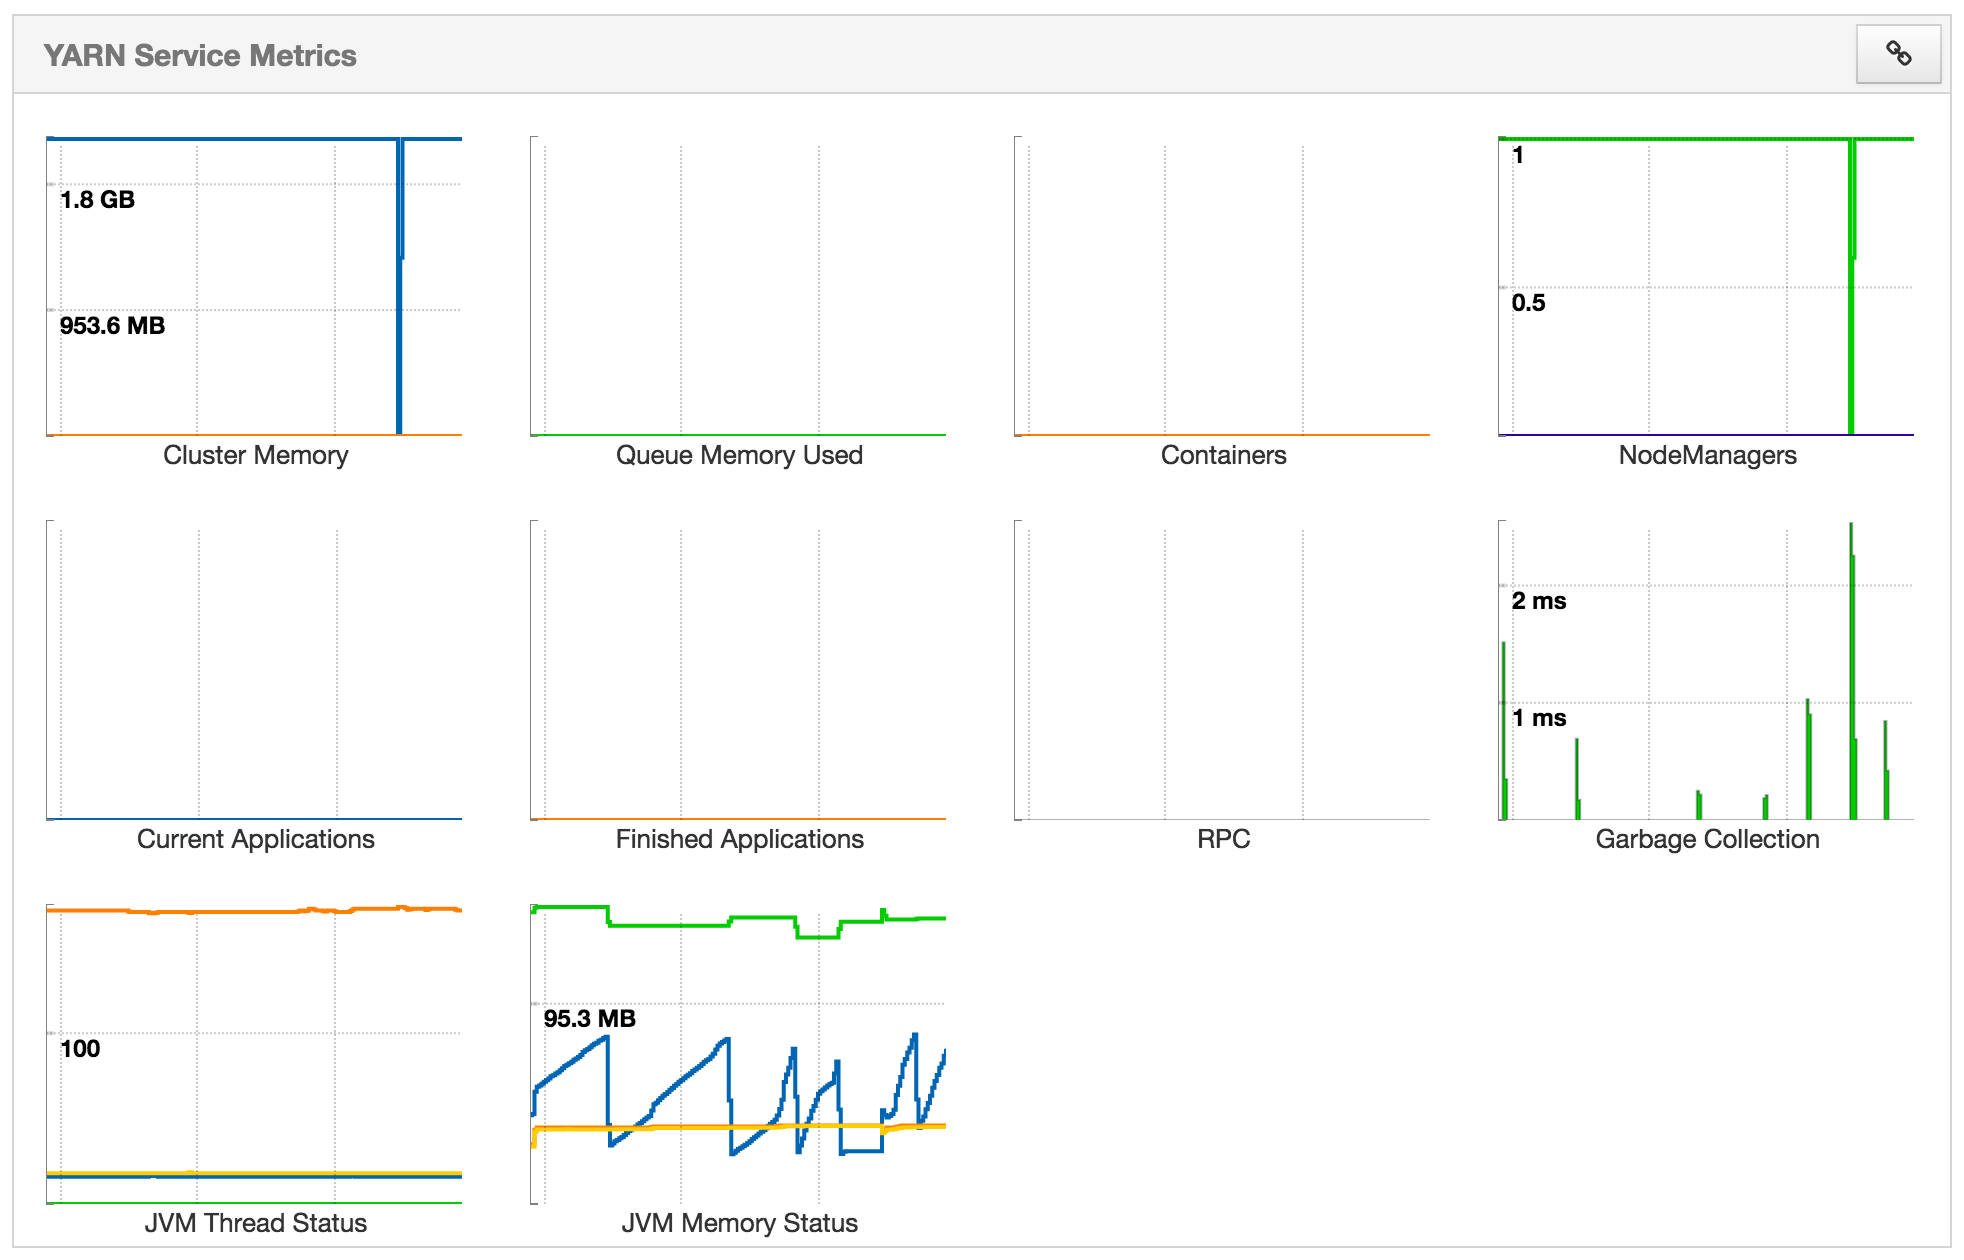 YARN Service Metrics
1.8 GB
953.6 MB
Cluster Memory
Queue Memory Used
Containers
1
0.5
NodeManagers
Current Applications
Finished Applications
RPC
2 ms
1 ms
Garbage Collection
100
JVM Thread Status
95.3 MB
JVM Memory Status